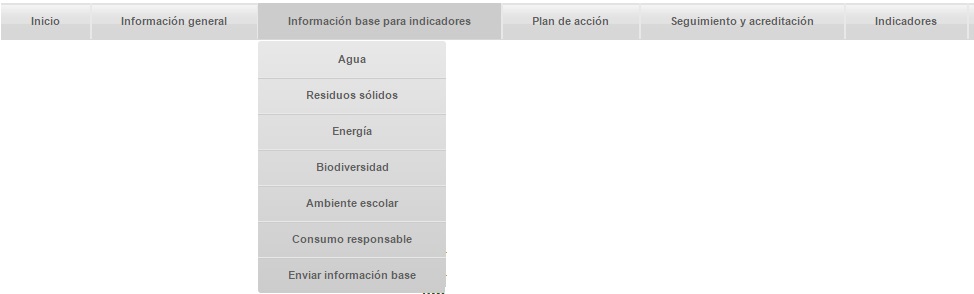 Inicio Información general Información base para indicadores Plan de acción Seguimiento y acreditación Indicadores
Agua
Residuos sólidos
Energía
Biodiversidad
Ambiente escolar
Consumo responsable
Enviar información base